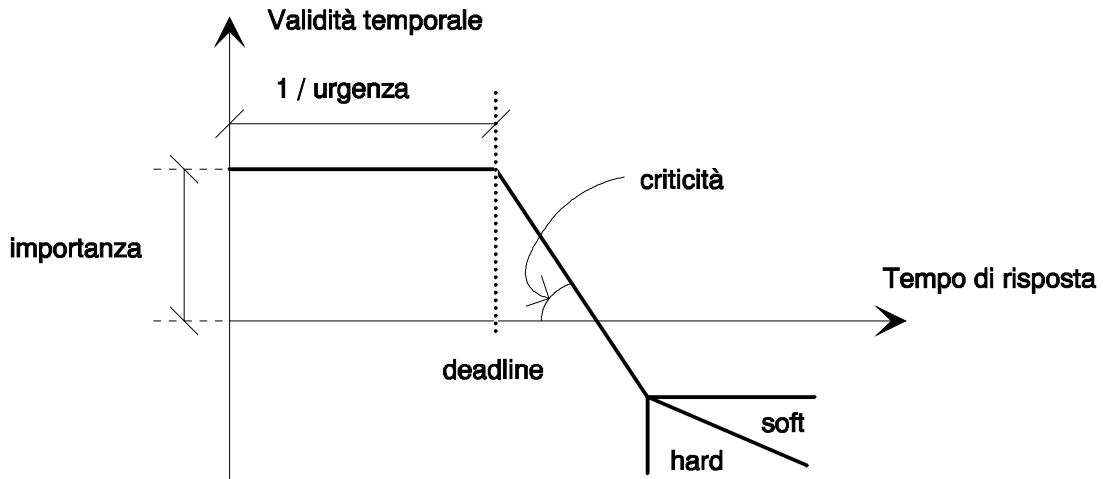 Validità temporale
1 / urgenza
criticità
importanza
Tempo di risposta
deadline
soft
hard